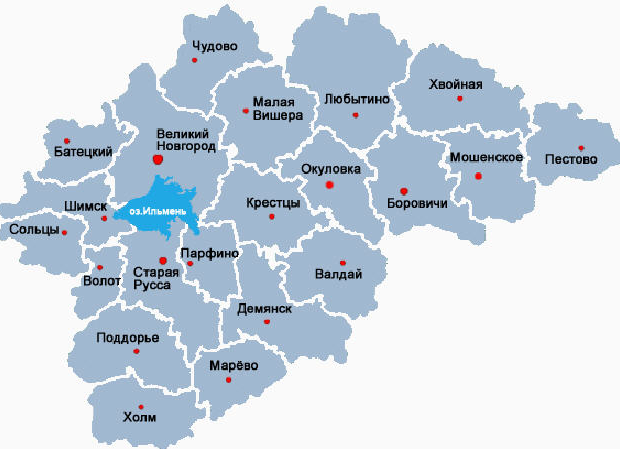 Чудово
Хвойная
Малая
Вишера
Любытино
Великий
Новгород
Батецкий
Мошенское
Пестово
Окуловка
Шимск
оз.Ильмень
Крестцы
Боровичи
Сольцы
Парфино
Старая
Русса
Волот
Валдай
Демянск
Поддорье
Марёво
Холм